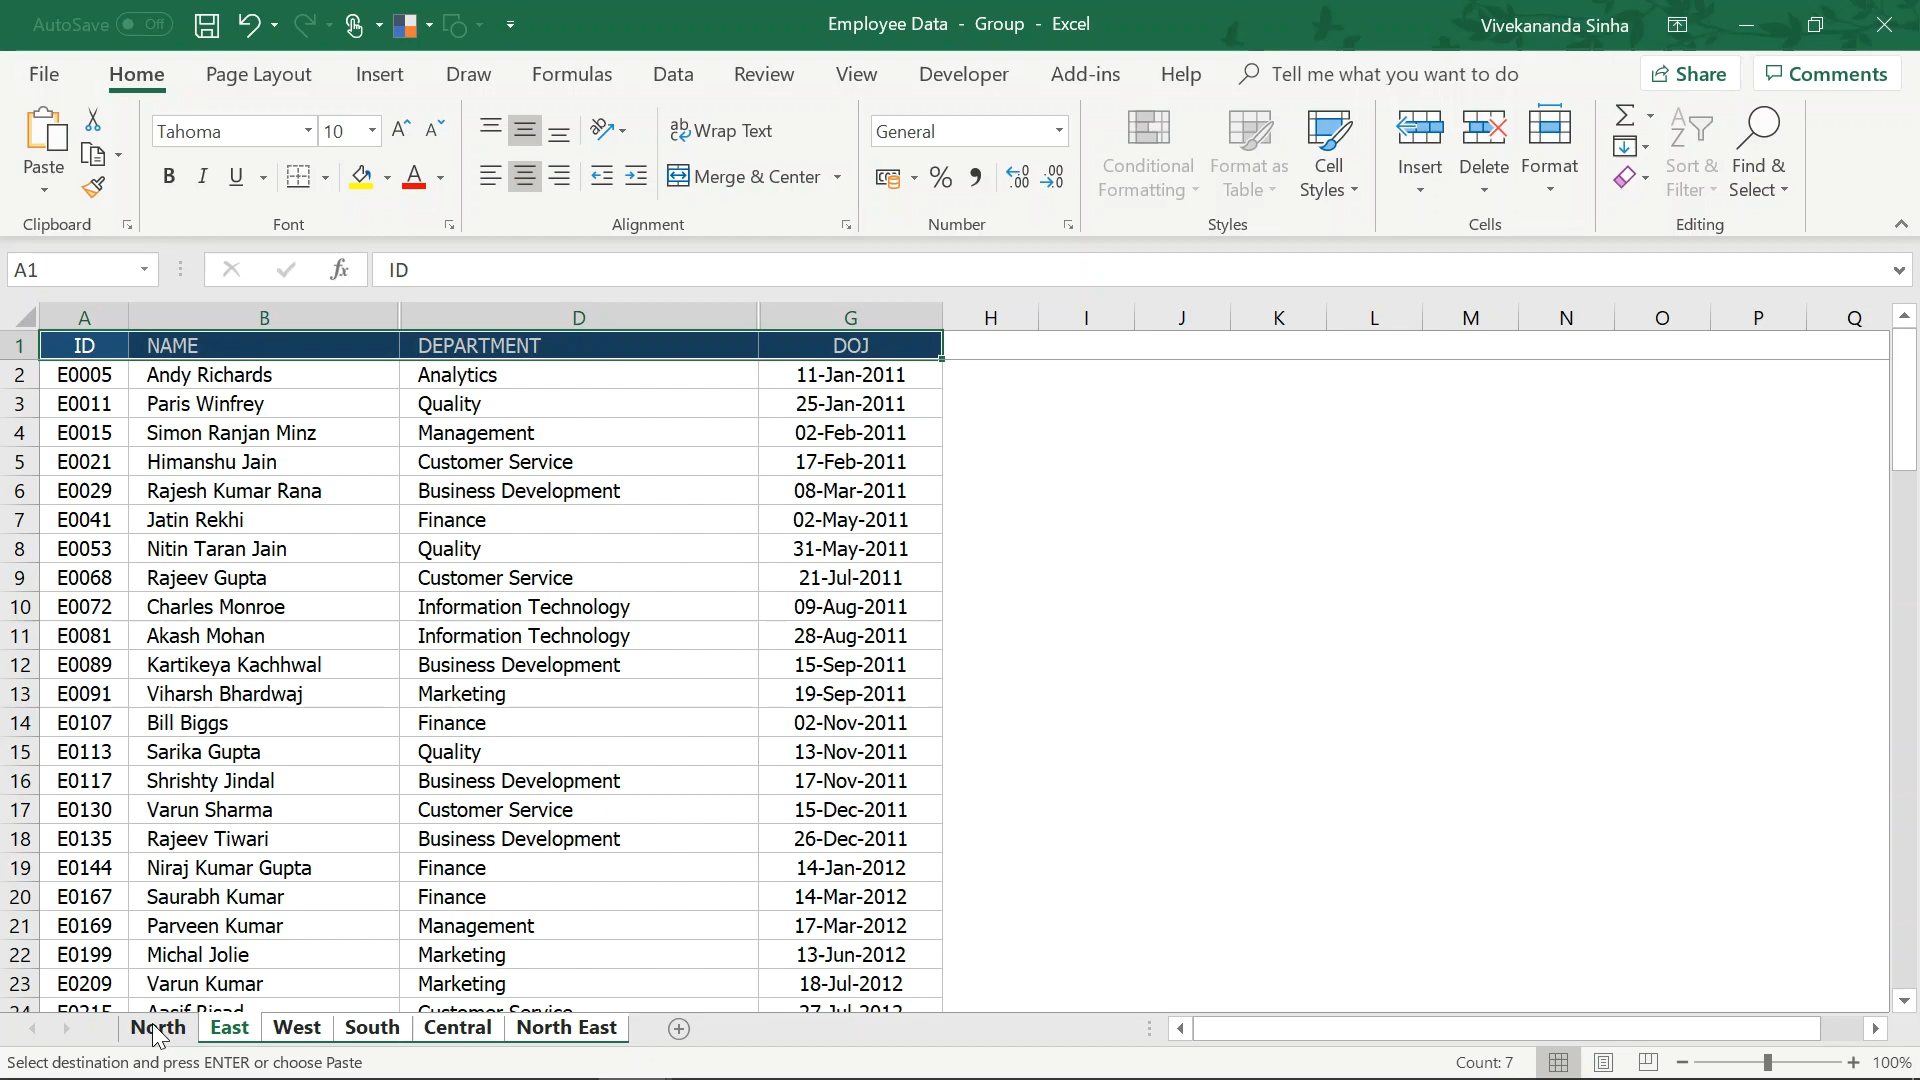 AutoSave Off
Employee Data - Group - Excel
Vivekananda Sinha
File Home Page Layout Insert Draw Formulas Data Review View Developer Add-ins Help Tell me what you want to do Share Comments
Paste
Clipboard
Tahoma 10
B I U A
Font
ab Wrap Text
Merge & Center
Alignment
General
% , .00 .00
Number
Conditional Formatting
Format as Table
Cell Styles
Styles
Insert Delete Format
Cells
Sort & Filter
Find & Select
Editing
A1 fx ID
A B D G H I J K L M N O P Q
1 ID NAME DEPARTMENT DOJ
2 E0005 Andy Richards Analytics 11-Jan-2011
3 E0011 Paris Winfrey Quality 25-Jan-2011
4 E0015 Simon Ranjan Minz Management 02-Feb-2011
5 E0021 Himanshu Jain Customer Service 17-Feb-2011
6 E0029 Rajesh Kumar Rana Business Development 08-Mar-2011
7 E0041 Jatin Rekhi Finance 02-May-2011
8 E0053 Nitin Taran Jain Quality 31-May-2011
9 E0068 Rajeev Gupta Customer Service 21-Jul-2011
10 E0072 Charles Monroe Information Technology 09-Aug-2011
11 E0081 Akash Mohan Information Technology 28-Aug-2011
12 E0089 Kartikeya Kachhwal Business Development 15-Sep-2011
13 E0091 Viharsh Bhardwaj Marketing 19-Sep-2011
14 E0107 Bill Biggs Finance 02-Nov-2011
15 E0113 Sarika Gupta Quality 13-Nov-2011
16 E0117 Shrishty Jindal Business Development 17-Nov-2011
17 E0130 Varun Sharma Customer Service 15-Dec-2011
18 E0135 Rajeev Tiwari Business Development 26-Dec-2011
19 E0144 Niraj Kumar Gupta Finance 14-Jan-2012
20 E0167 Saurabh Kumar Finance 14-Mar-2012
21 E0169 Parveen Kumar Management 17-Mar-2012
22 E0199 Michal Jolie Marketing 13-Jun-2012
23 E0209 Varun Kumar Marketing 18-Jul-2012
North East West South Central North East
Select destination and press ENTER or choose Paste
Count: 7
100%